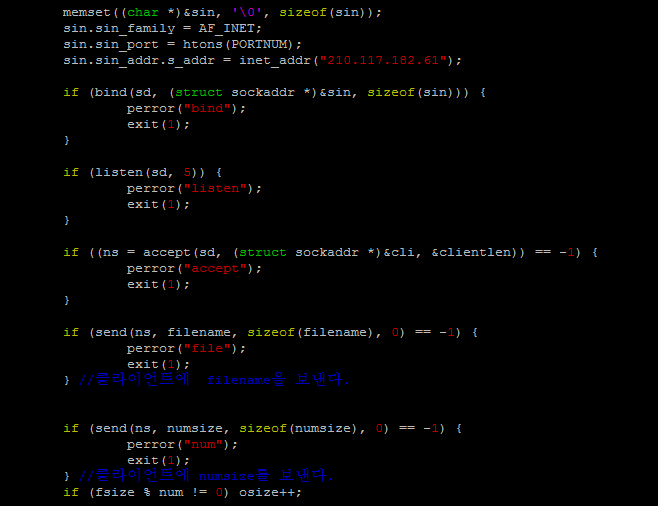 memset((char *)&sin, '\0', sizeof(sin));
sin.sin_family = AF_INET;
sin.sin_port = htons(PORTNUM);
sin.sin_addr.s_addr = inet_addr("210.117.182.61");
if (bind(sd, (struct sockaddr *)&sin, sizeof(sin))) {
perror("bind");
exit(1);
}
if (listen(sd, 5)) {
perror("listen");
exit(1);
}
if ((ns = accept(sd, (struct sockaddr *)&cli, &clientlen)) == -1) {
perror("accept");
exit(1);
}
if (send(ns, filename, sizeof(filename), 0) == -1) {
perror("file");
exit(1);
} //클라이언트에  filename을 보낸다.
if (send(ns, numsize, sizeof(numsize), 0) == -1) {
perror("num");
exit(1);
} //클라이언트에 numsize를 보낸다.
if (fsize % num != 0) osize++;